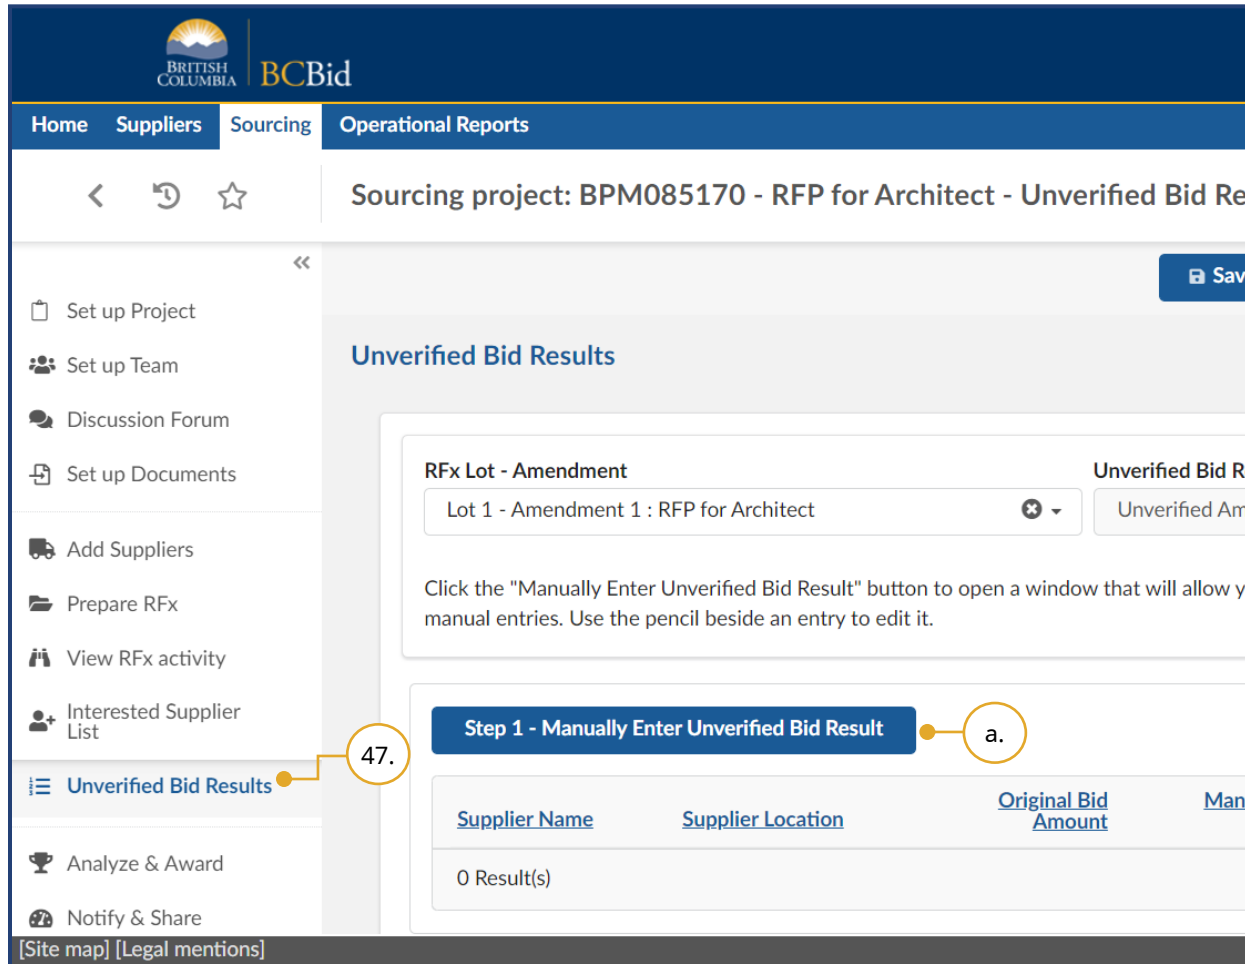 BRITISH
COLUMBIA
BCBid
Home Suppliers Sourcing Operational Reports
Sourcing project: BPM085170 - RFP for Architect - Unverified Bid Re
Sav
Set up Project
Set up Team
Discussion Forum
Set up Documents
Add Suppliers
Prepare RFx
View RFx activity
Interested Supplier
List
Unverified Bid Results
47.
Analyze & Award
Notify & Share
Unverified Bid Results
RFx Lot - Amendment
Lot 1 - Amendment 1 : RFP for Architect
Unverified Bid R
Unverified Am
Click the "Manually Enter Unverified Bid Result" button to open a window that will allow y
manual entries. Use the pencil beside an entry to edit it.
Step 1 - Manually Enter Unverified Bid Result
a.
Supplier Name
Supplier Location
Original Bid
Amount
Man
0 Result(s)
[Site map] [Legal mentions]